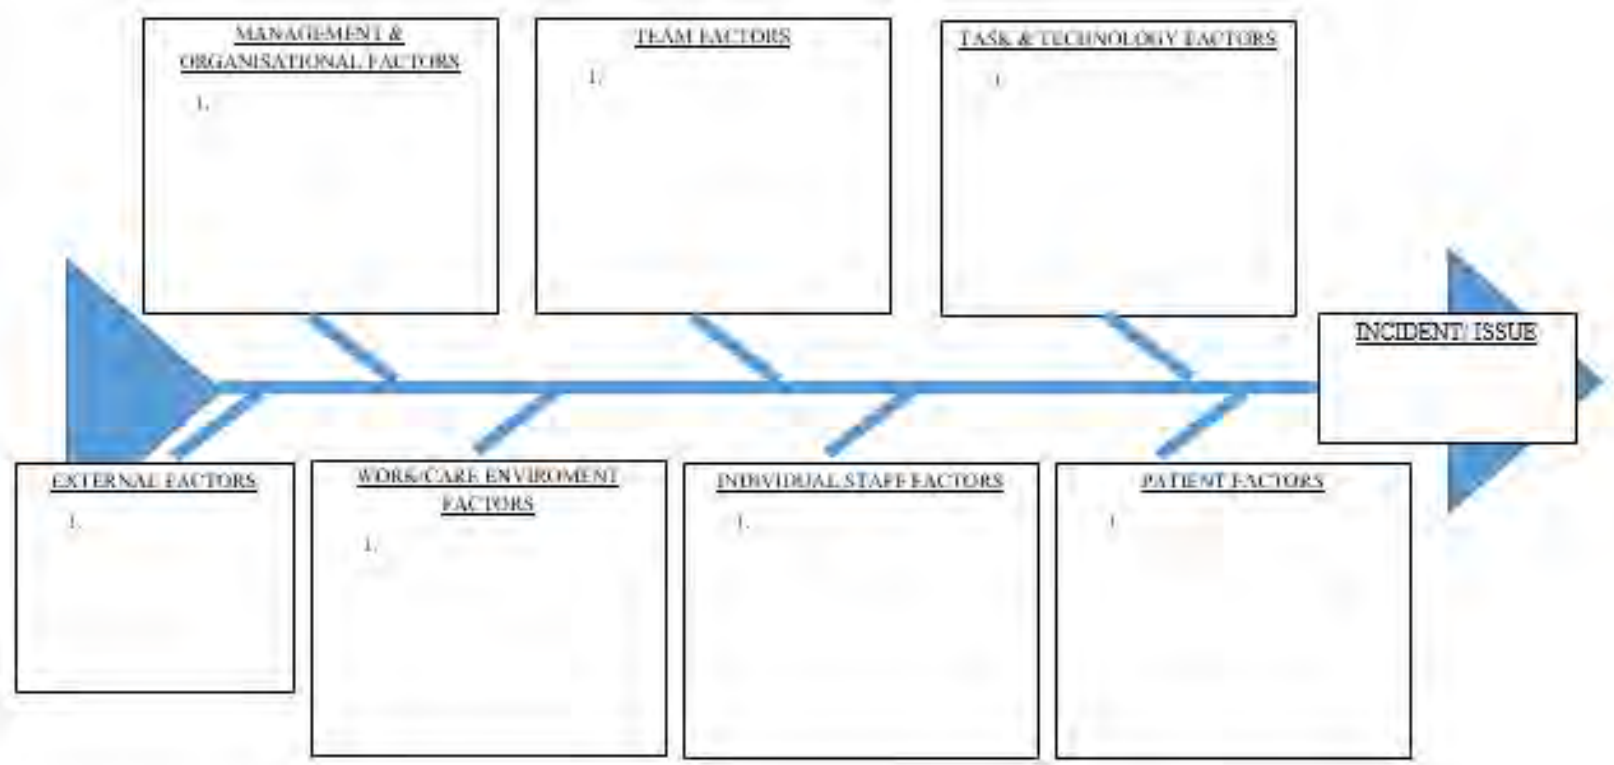 MANAGEMENT &
ORGANISATIONAL FACTORS
1.
TEAM FACTORS
1.
TASK & TECHNOLOGY FACTORS
1.
INCIDENT/ ISSUE
EXTERNAL FACTORS
1.
WORK/CARE ENVIROMENT
FACTORS
1.
INDIVIDUAL STAFF FACTORS
1.
PATIENT FACTORS
1.